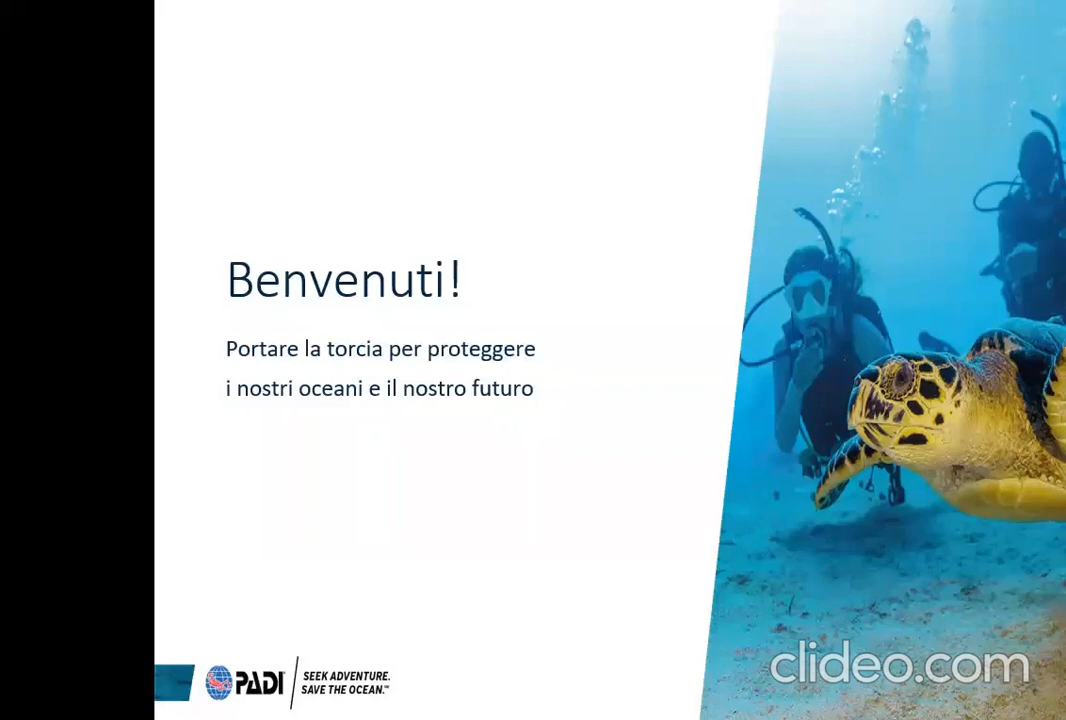 Benvenuti!
Portare la torcia per proteggere
i nostri oceani e il nostro futuro
PADI
SEEK ADVENTURE.
SAVE THE OCEAN.™
clideo.com